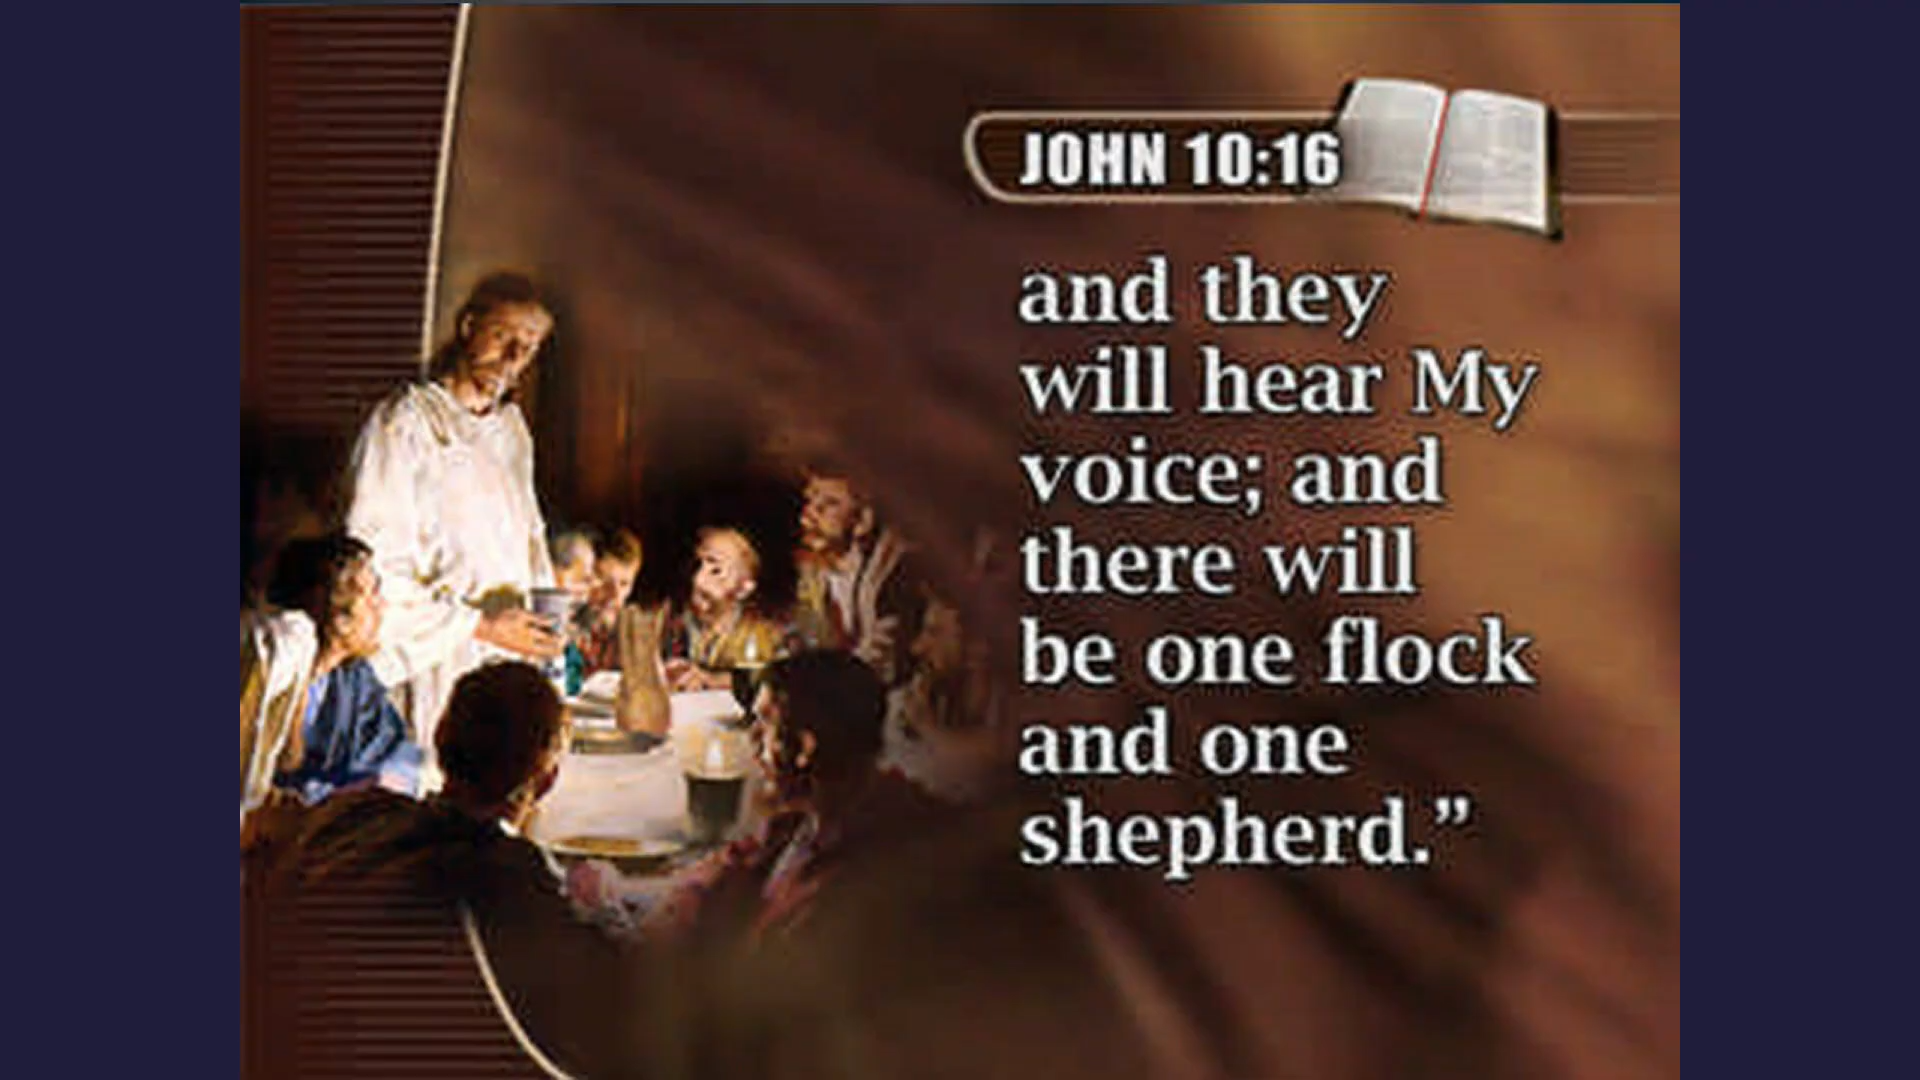 JOHN 10:16
and they
will hear My
voice; and
there will
be one flock
and one
shepherd.”